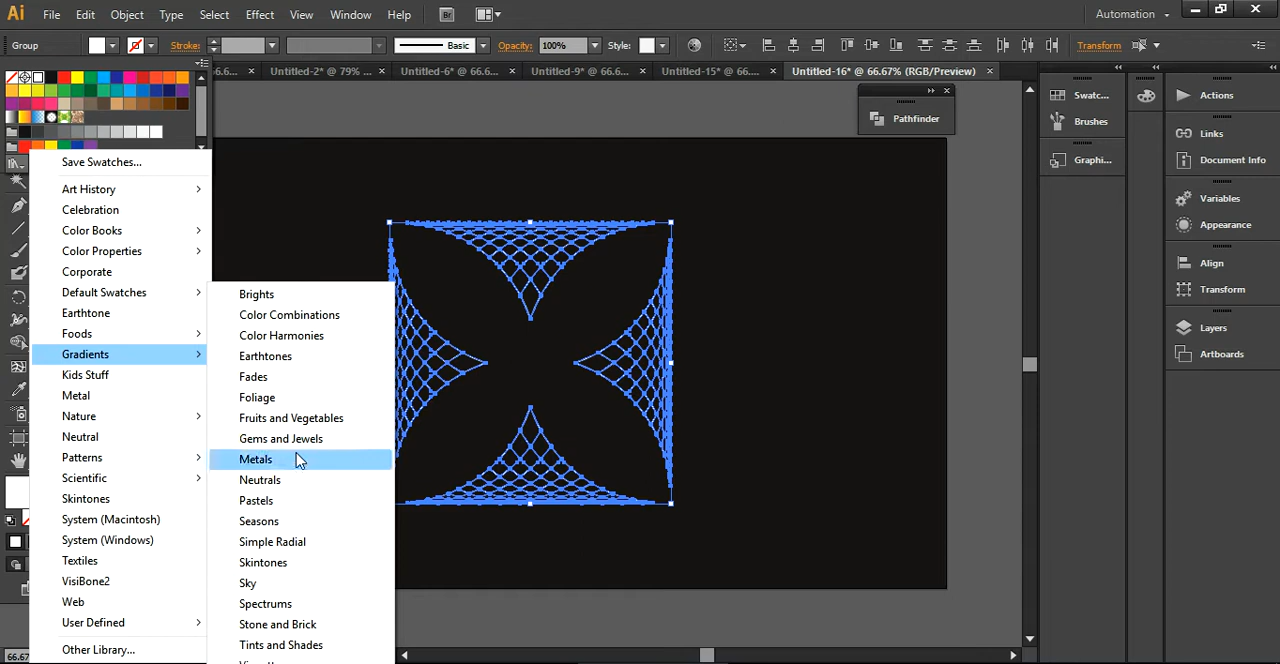 Ai File Edit Object Type Select Effect View Window Help Br Automation
Group Stroke: Basic Opacity: 100% Style: Transform
66.6... × Untitled-2* @ 79% ... × Untitled-6* @ 66.6... × Untitled-9* @ 66.6... × Untitled-15* @ 66.... × Untitled-16* @ 66.67% (RGB/Preview) ×
Pathfinder
Swatc...
Brushes
Graphi...
Actions
Links
Document Info
Variables
Appearance
Align
Transform
Layers
Artboards
Save Swatches...
Art History
Celebration
Color Books
Color Properties
Corporate
Default Swatches
Earthtone
Foods
Gradients
Kids Stuff
Metal
Nature
Neutral
Patterns
Scientific
Skintones
System (Macintosh)
System (Windows)
Textiles
VisiBone2
Web
User Defined
Other Library...
Brights
Color Combinations
Color Harmonies
Earthtones
Fades
Foliage
Fruits and Vegetables
Gems and Jewels
Metals
Neutrals
Pastels
Seasons
Simple Radial
Skintones
Sky
Spectrums
Stone and Brick
Tints and Shades
66.67